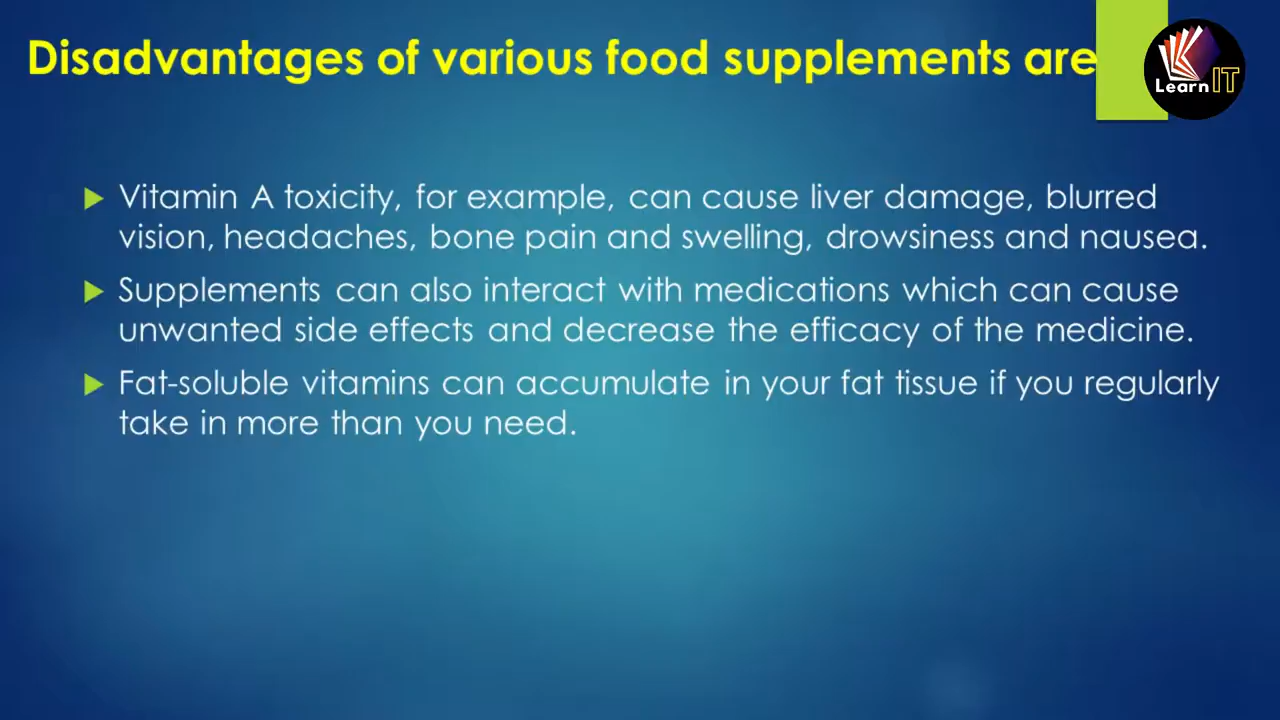 Disadvantages of various food supplements are
Learn IT
Vitamin A toxicity, for example, can cause liver damage, blurred
vision, headaches, bone pain and swelling, drowsiness and nausea.
Supplements can also interact with medications which can cause
unwanted side effects and decrease the efficacy of the medicine.
Fat-soluble vitamins can accumulate in your fat tissue if you regularly
take in more than you need.